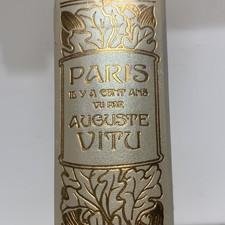 PARIS
IL Y A CENT ANS
VU PAR
AUGUSTE
VITU